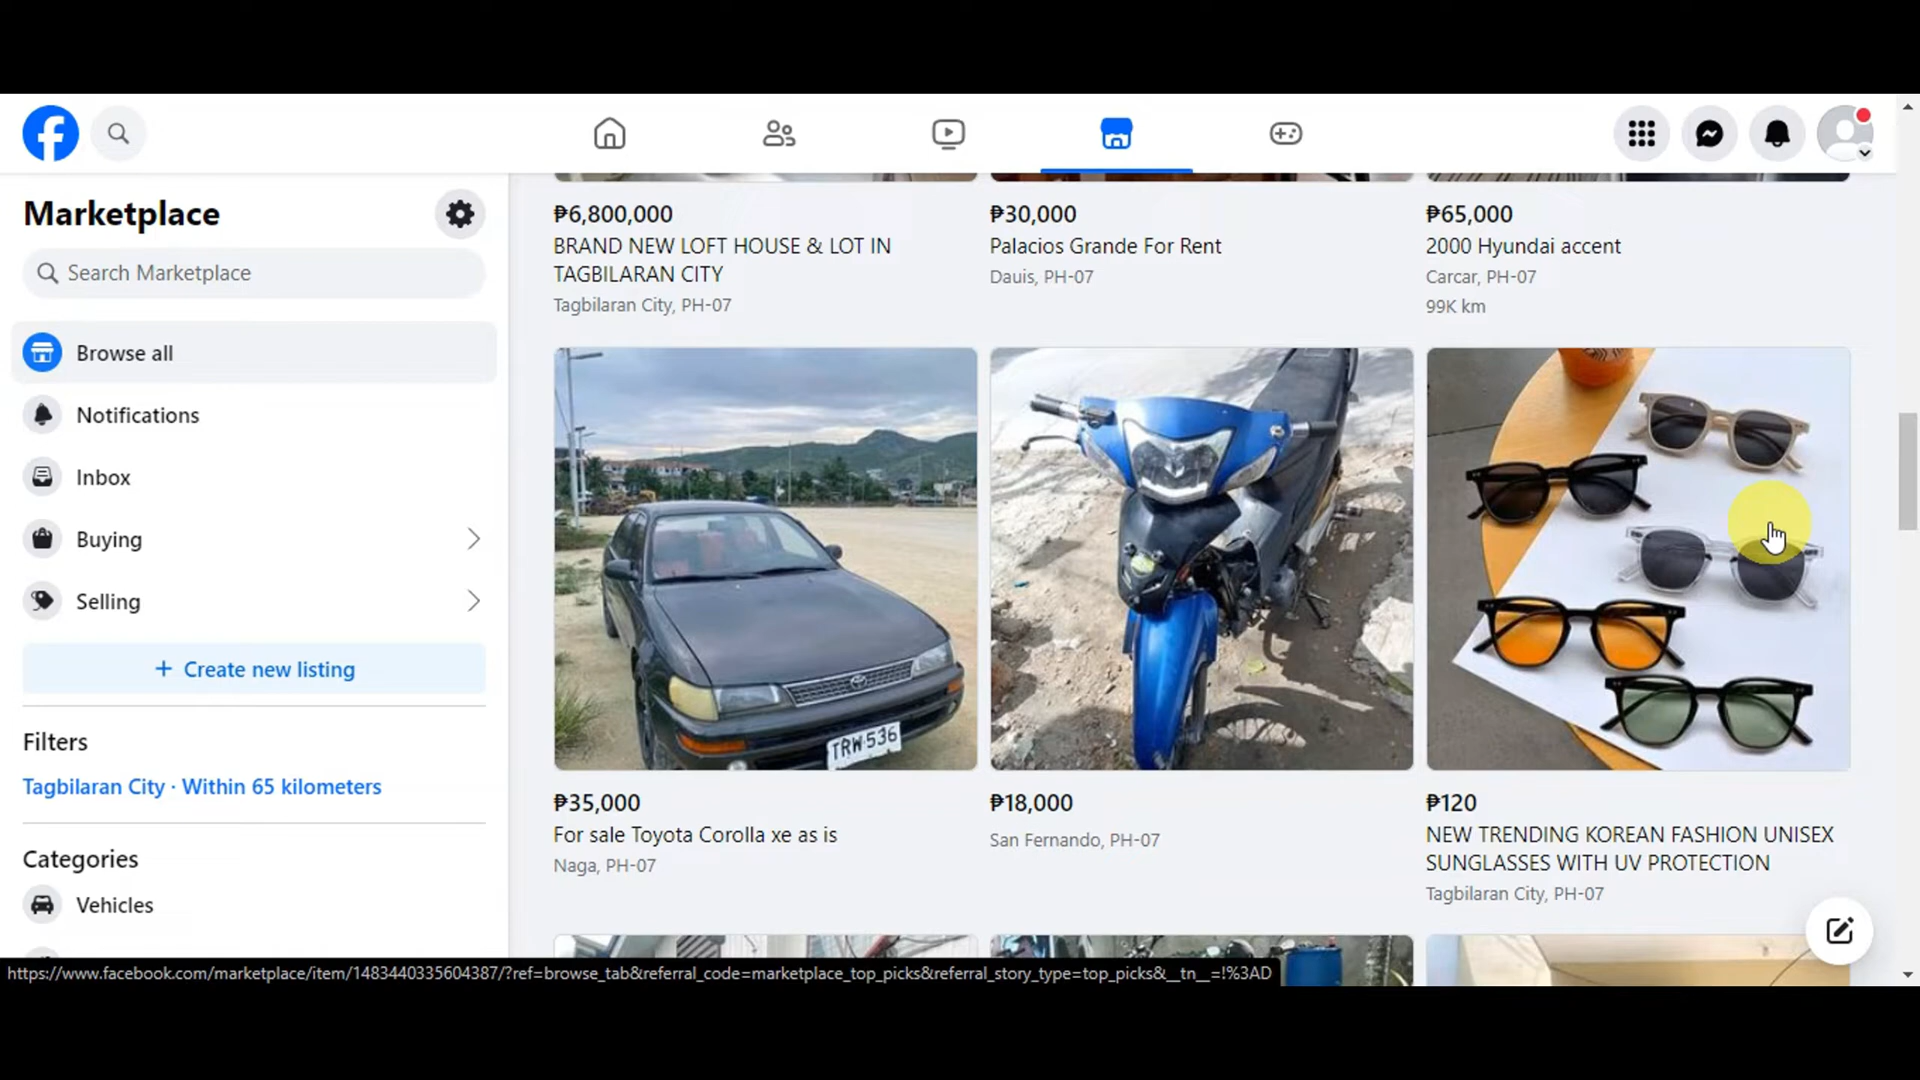 Marketplace
Search Marketplace
Browse all
Notifications
Inbox
Buying
Selling
+ Create new listing
Filters
Tagbilaran City · Within 65 kilometers
Categories
Vehicles
₱6,800,000
BRAND NEW LOFT HOUSE & LOT IN
TAGBILARAN CITY
Tagbilaran City, PH-07
₱30,000
Palacios Grande For Rent
Dauis, PH-07
₱65,000
2000 Hyundai accent
Carcar, PH-07
99K km
TRW 536
₱35,000
For sale Toyota Corolla xe as is
Naga, PH-07
₱18,000
San Fernando, PH-07
₱120
NEW TRENDING KOREAN FASHION UNISEX
SUNGLASSES WITH UV PROTECTION
Tagbilaran City, PH-07
https://www.facebook.com/marketplace/item/1483440335604387/?ref=browse_tab&referral_code=marketplace_top_picks&referral_story_type=top_picks&__tn__=!%3AD